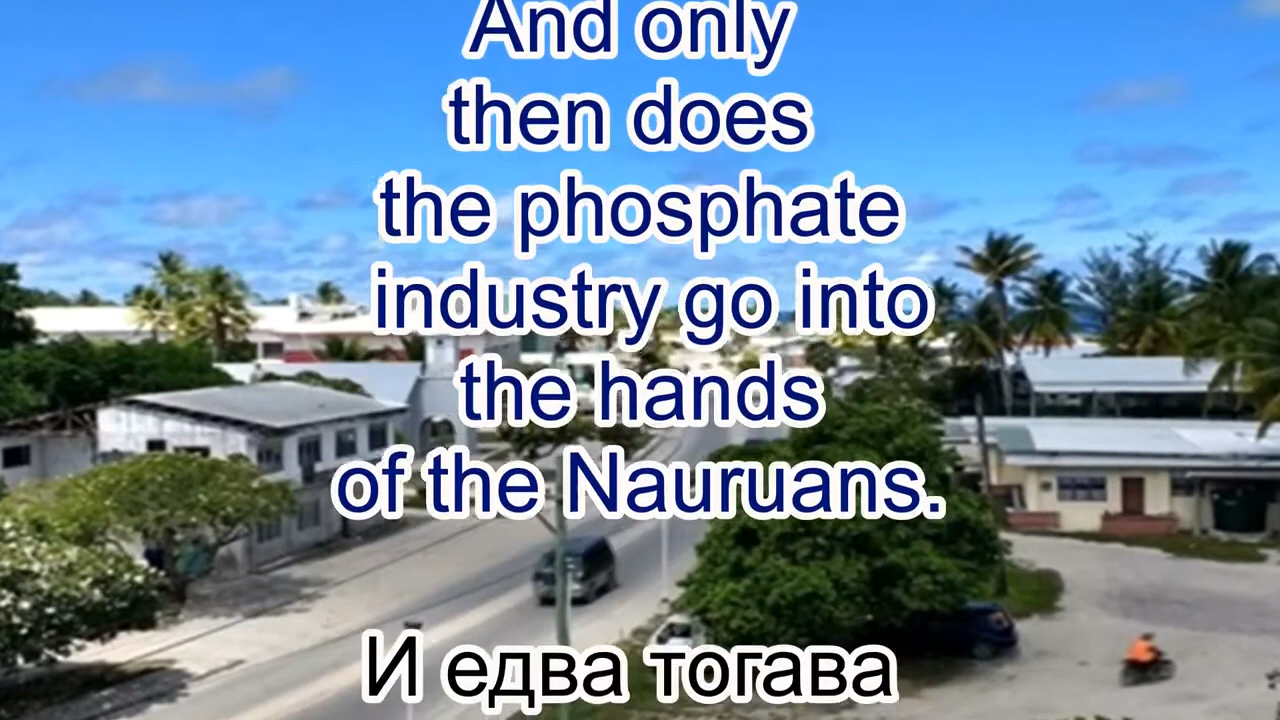 And only
then does
the phosphate
industry go into
the hands
of the Nauruans.
И едва тогава